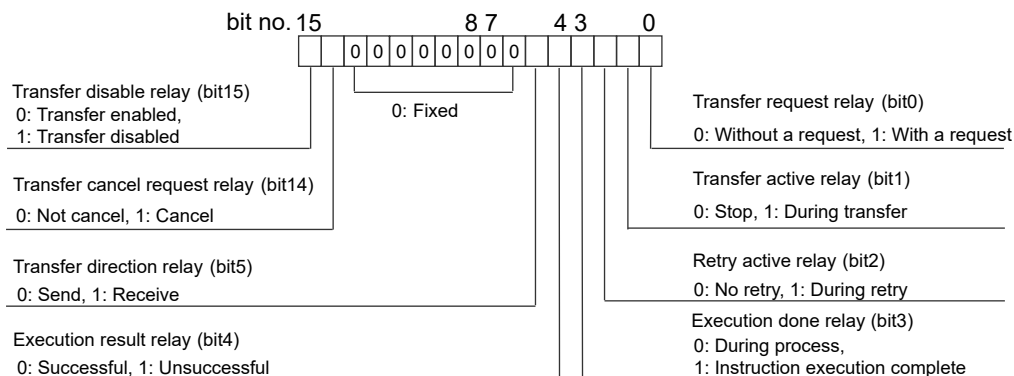 bit no. 15 8 7 4 3 0
0 0 0 0 0 0 0 0
0: Fixed
Transfer disable relay (bit15)
0: Transfer enabled,
1: Transfer disabled
Transfer cancel request relay (bit14)
0: Not cancel, 1: Cancel
Transfer direction relay (bit5)
0: Send, 1: Receive
Execution result relay (bit4)
0: Successful, 1: Unsuccessful
Transfer request relay (bit0)
0: Without a request, 1: With a request
Transfer active relay (bit1)
0: Stop, 1: During transfer
Retry active relay (bit2)
0: No retry, 1: During retry
Execution done relay (bit3)
0: During process,
1: Instruction execution complete